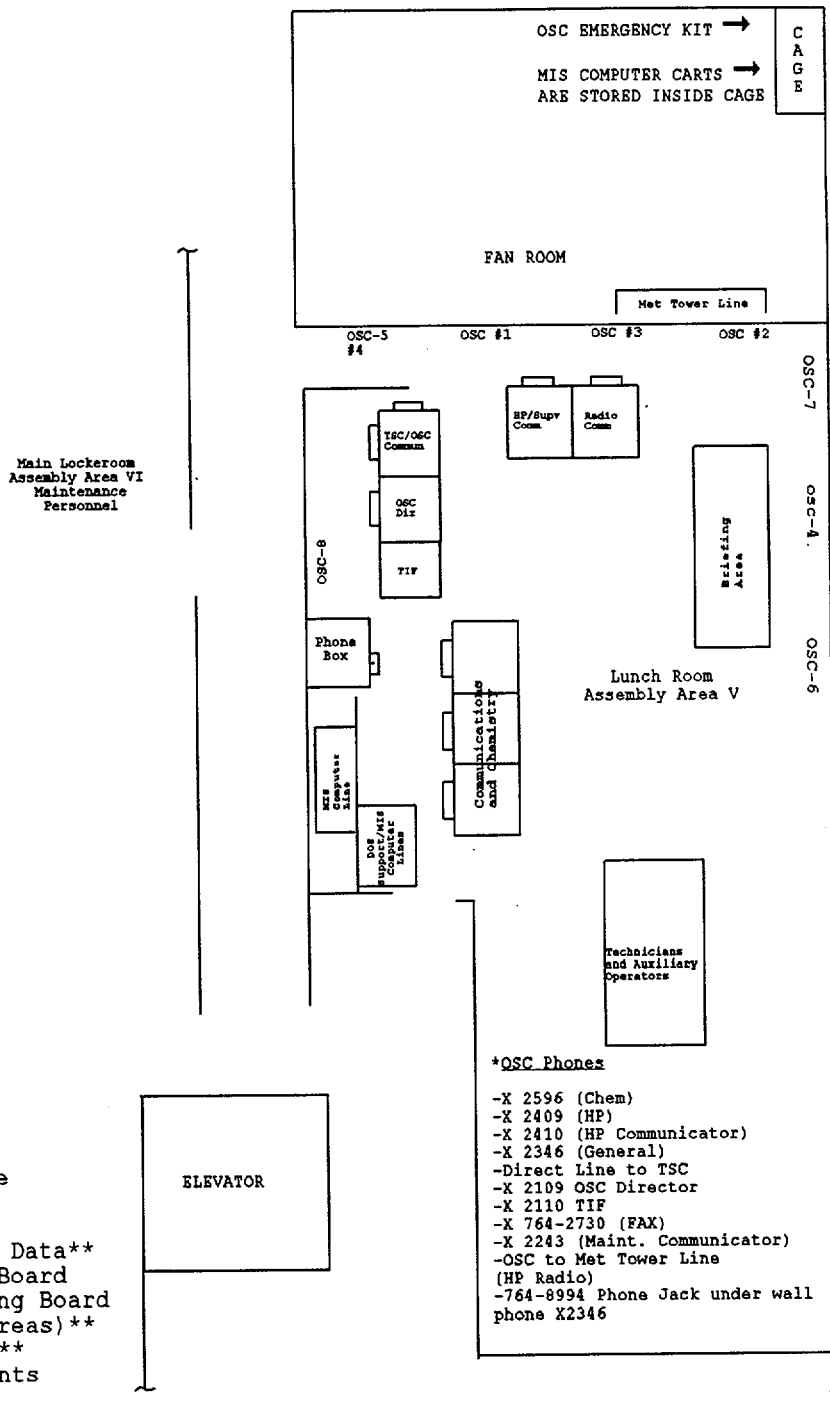 OSC EMERGENCY KIT →
MIS COMPUTER CARTS →
ARE STORED INSIDE CAGE
C
A
G
E
FAN ROOM
Met Tower Line
OSC-5
#4
OSC #1
OSC #3
OSC #2
OSC-7
HP/Supv
Comm
Radio
Comm
TSC/OSC
Commun
OSC
Dir
TIF
Main Lockeroom
Assembly Area VI
Maintenance
Personnel
OSC-8
Briefing
Area
OSC-4.
OSC-6
Phone
Box
Lunch Room
Assembly Area V
Communications
and Chemistry
MIS
Computer
Line
DOS
Support/MIS
Computer
Lines
Technicians
and Auxiliary
Operators
*OSC Phones
-X 2596 (Chem)
-X 2409 (HP)
-X 2410 (HP Communicator)
-X 2346 (General)
-Direct Line to TSC
-X 2109 OSC Director
-X 2110 TIF
-X 764-2730 (FAX)
-X 2243 (Maint. Communicator)
-OSC to Met Tower Line
(HP Radio)
-764-8994 Phone Jack under wall
phone X2346
ELEVATOR
e
Data**
Board
ng Board
reas)**
**
nts